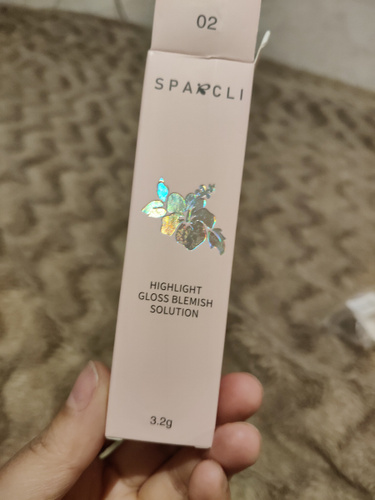 02
SPARCLI
HIGHLIGHT
GLOSS BLEMISH
SOLUTION
3.2g